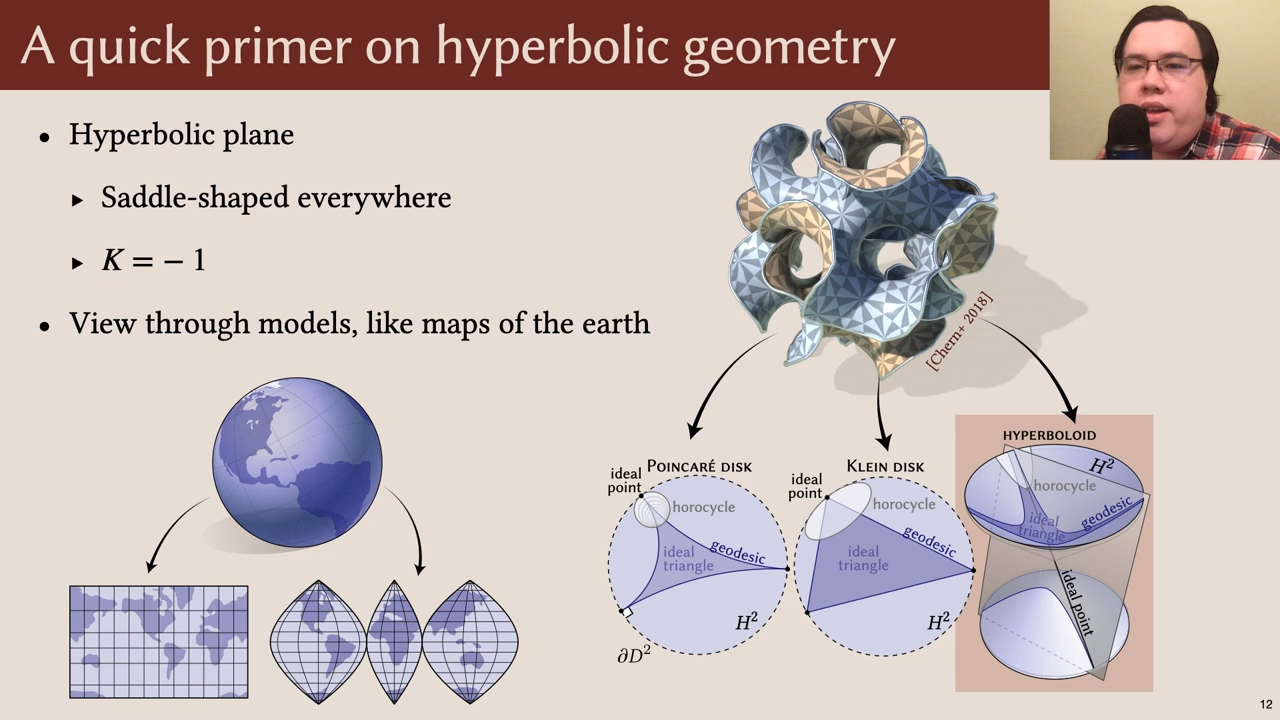 A quick primer on hyperbolic geometry
• Hyperbolic plane
▸ Saddle-shaped everywhere
▸ K = − 1
• View through models, like maps of the earth
[Chern+ 2018]
POINCARÉ DISK
ideal
point
horocycle
ideal
triangle
geodesic
H²
∂D²
KLEIN DISK
ideal
point
horocycle
ideal
triangle
geodesic
H²
HYPERBOLOID
H²
horocycle
ideal
triangle
geodesic
ideal point
12